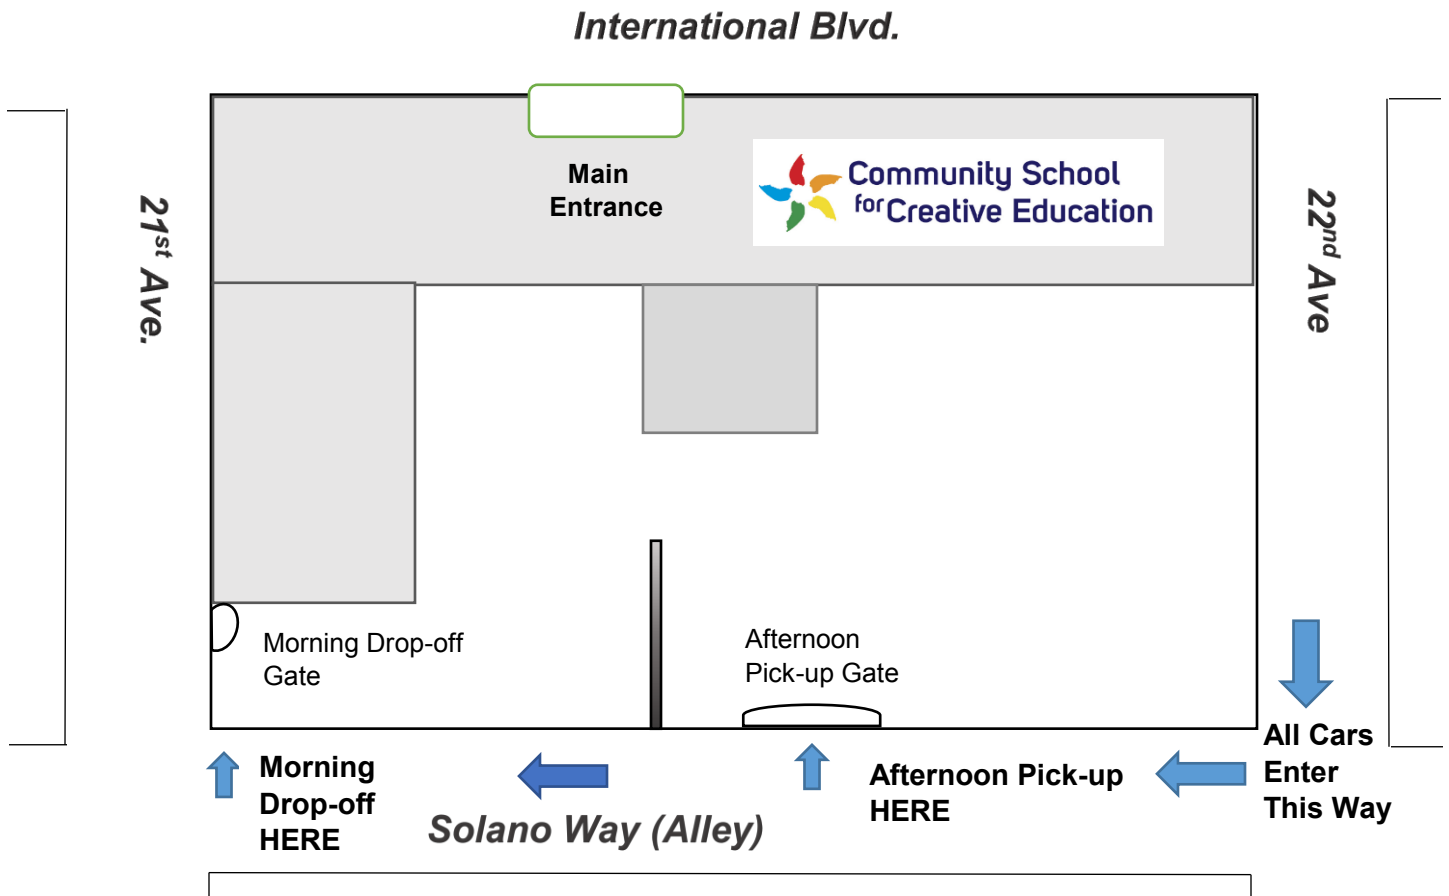 International Blvd.
Main
Entrance
Community School
for Creative Education
21st Ave.
22nd Ave
Morning Drop-off
Gate
Afternoon
Pick-up Gate
All Cars
Enter
This Way
Morning
Drop-off
HERE
Afternoon Pick-up
HERE
Solano Way (Alley)